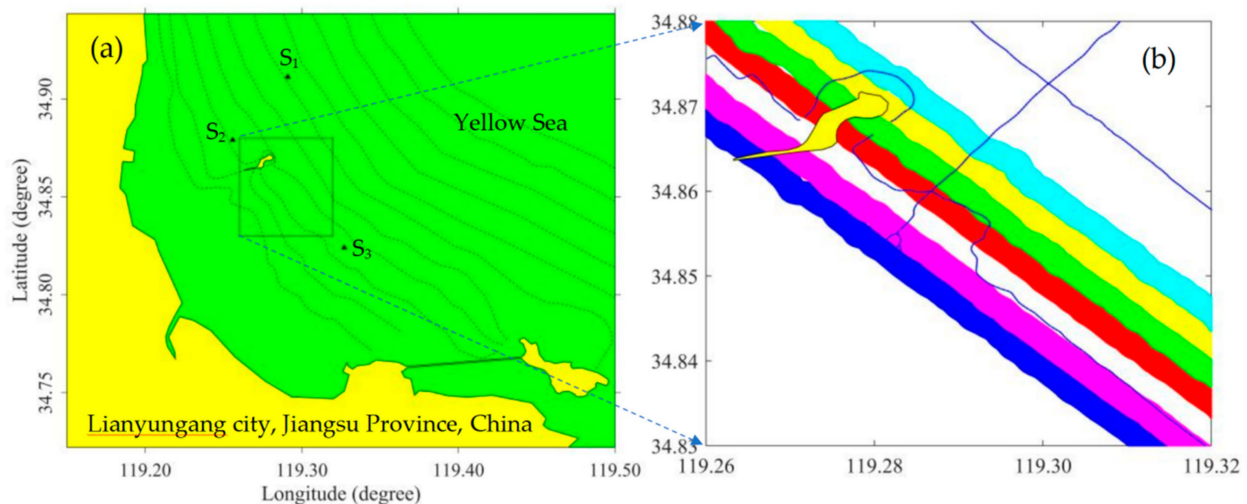 (a)
S1
S2
S3
Yellow Sea
Lianyungang city, Jiangsu Province, China
34.90
34.85
34.80
34.75
Latitude (degree)
119.20
119.30
119.40
119.50
Longitude (degree)
(b)
34.88
34.87
34.86
34.85
34.84
34.83
119.26
119.28
119.30
119.32